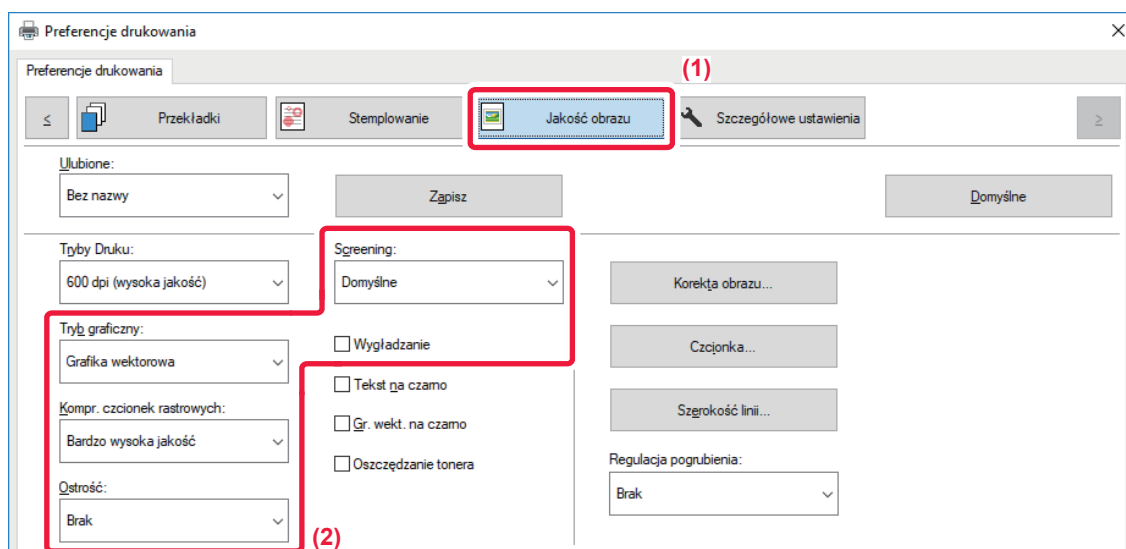 Preferencje drukowania
Preferencje drukowania
(1)
≤ Przekładki Stemplowanie Jakość obrazu Szczegółowe ustawienia ≥
Ulubione:
Bez nazwy Zapisz Domyślne
Tryby Druku: Screening:
600 dpi (wysoka jakość) Domyślne Korekta obrazu...
Tryb graficzny: Wygładzanie
Grafika wektorowa Czcionka...
Tekst na czarno
Kompr. czcionek rastrowych: Szerokość linii...
Bardzo wysoka jakość Gr. wekt. na czarno
Oszczędzanie tonera Regulacja pogrubienia:
Ostrość: Brak
Brak
(2)